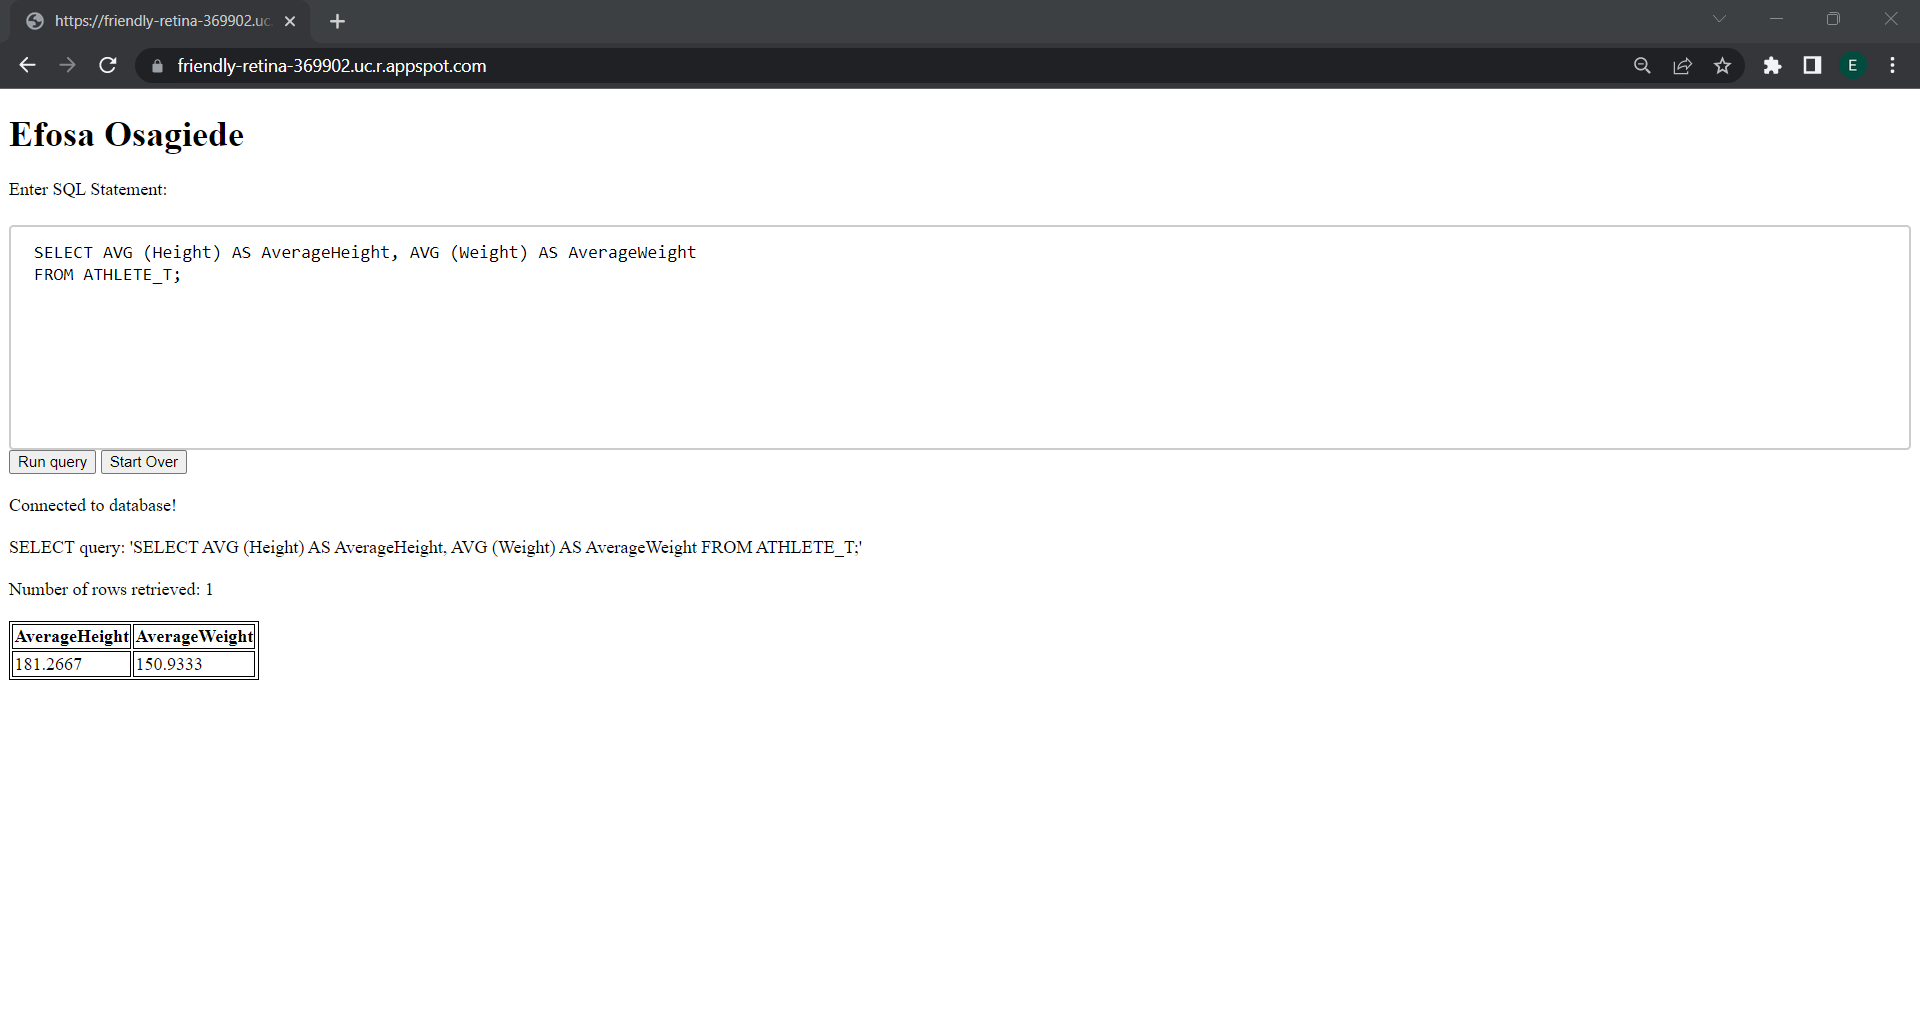 https://friendly-retina-369902.uc.
friendly-retina-369902.uc.r.appspot.com
E
Efosa Osagiede
Enter SQL Statement:
SELECT AVG (Height) AS AverageHeight, AVG (Weight) AS AverageWeight
FROM ATHLETE_T;
Run query Start Over
Connected to database!
SELECT query: 'SELECT AVG (Height) AS AverageHeight, AVG (Weight) AS AverageWeight FROM ATHLETE_T;'
Number of rows retrieved: 1
AverageHeight AverageWeight
181.2667 150.9333